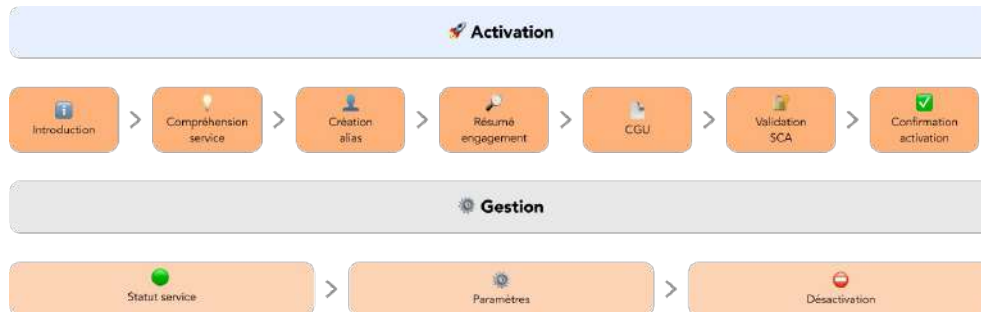 Activation
Introduction
Compréhension
service
Création
alias
Résumé
engagement
CGU
Validation
SCA
Confirmation
activation
Gestion
Statut service
Paramètres
Désactivation